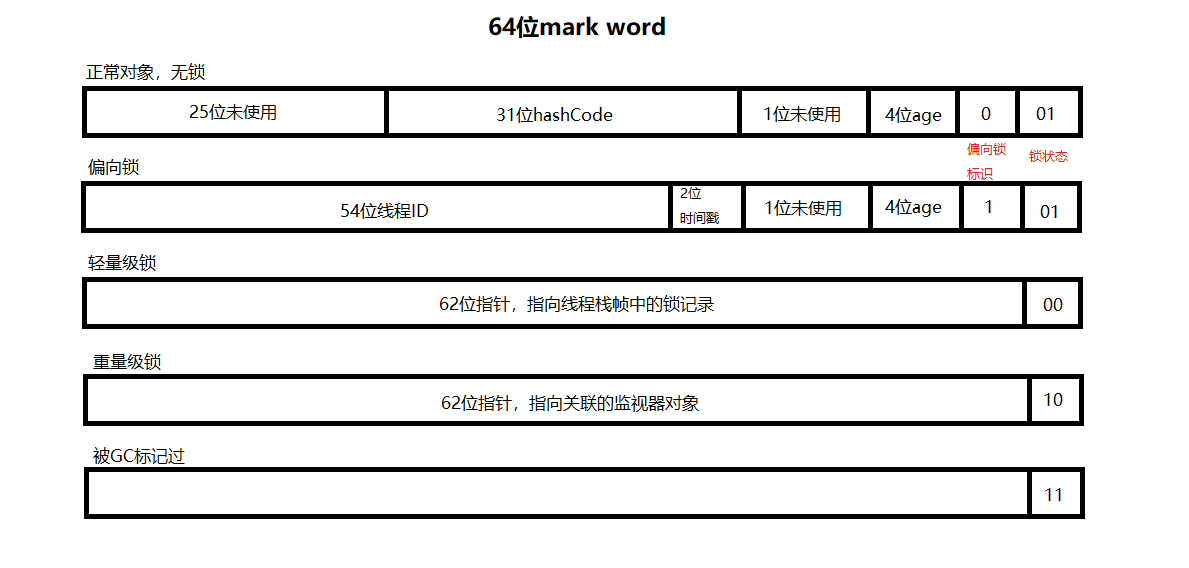 64位mark word
正常对象，无锁
25位未使用
31位hashCode
1位未使用
4位age
0
01
偏向锁
标识
锁状态
偏向锁
54位线程ID
2位
时间戳
1位未使用
4位age
1
01
轻量级锁
62位指针，指向线程栈帧中的锁记录
00
重量级锁
62位指针，指向关联的监视器对象
10
被GC标记过
11